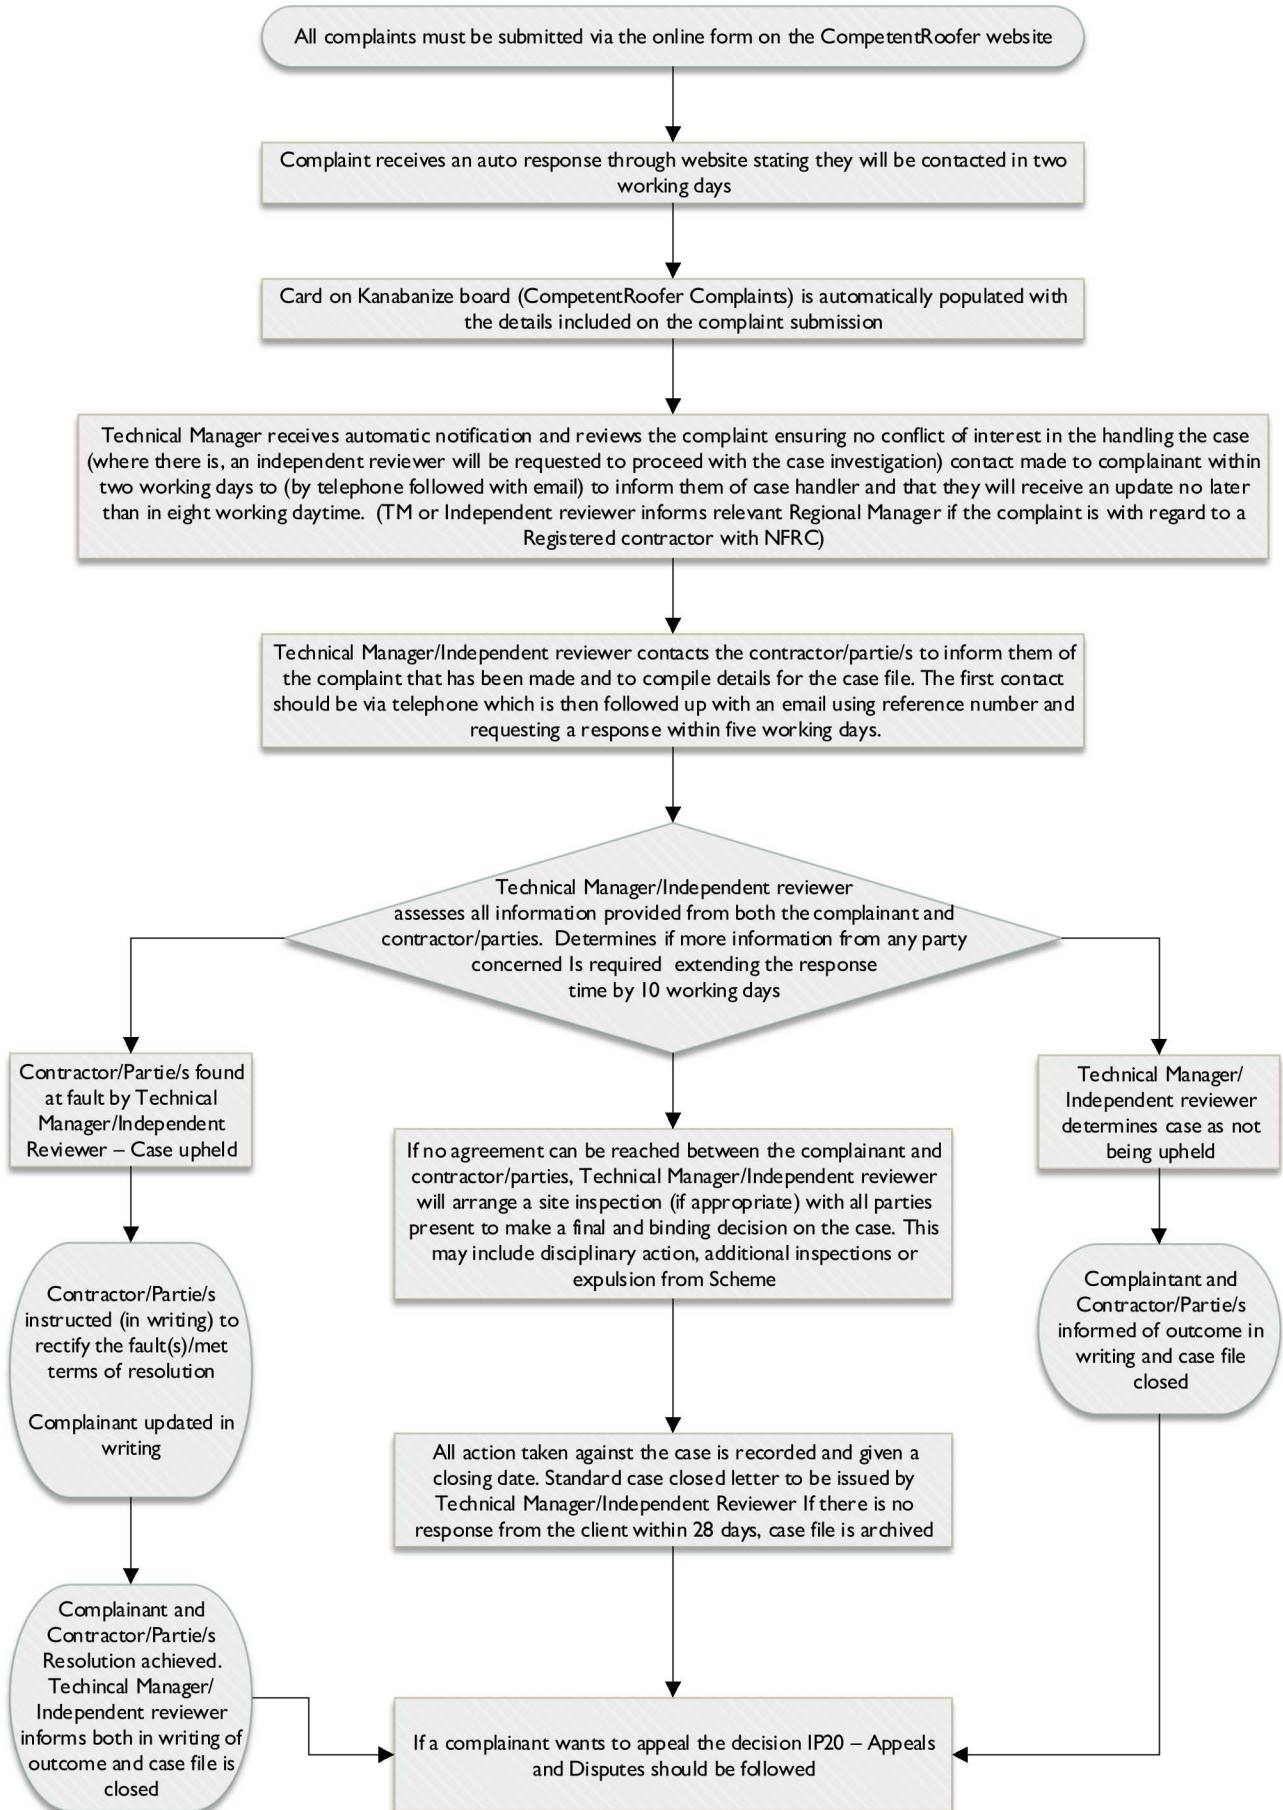 All complaints must be submitted via the online form on the CompetentRoofer website
Complaint receives an auto response through website stating they will be contacted in two
working days
Card on Kanabanize board (CompetentRoofer Complaints) is automatically populated with
the details included on the complaint submission
Technical Manager receives automatic notification and reviews the complaint ensuring no conflict of interest in the handling the case
(where there is, an independent reviewer will be requested to proceed with the case investigation) contact made to complainant within
two working days to (by telephone followed with email) to inform them of case handler and that they will receive an update no later
than in eight working daytime.  (TM or Independent reviewer informs relevant Regional Manager if the complaint is with regard to a
Registered contractor with NFRC)
Technical Manager/Independent reviewer contacts the contractor/partie/s to inform them of
the complaint that has been made and to compile details for the case file. The first contact
should be via telephone which is then followed up with an email using reference number and
requesting a response within five working days.
Technical Manager/Independent reviewer
assesses all information provided from both the complainant and
contractor/parties.  Determines if more information from any party
concerned Is required  extending the response
time by 10 working days
Contractor/Partie/s found
at fault by Technical
Manager/Independent
Reviewer – Case upheld
Contractor/Partie/s
instructed (in writing) to
rectify the fault(s)/met
terms of resolution
Complainant updated in
writing
Complainant and
Contractor/Partie/s
Resolution achieved.
Techincal Manager/
Independent reviewer
informs both in writing of
outcome and case file is
closed
If no agreement can be reached between the complainant and
contractor/parties, Technical Manager/Independent reviewer
will arrange a site inspection (if appropriate) with all parties
present to make a final and binding decision on the case. This
may include disciplinary action, additional inspections or
expulsion from Scheme
All action taken against the case is recorded and given a
closing date. Standard case closed letter to be issued by
Technical Manager/Independent Reviewer If there is no
response from the client within 28 days, case file is archived
Technical Manager/
Independent reviewer
determines case as not
being upheld
Complaintant and
Contractor/Partie/s
informed of outcome in
writing and case file
closed
If a complainant wants to appeal the decision IP20 – Appeals
and Disputes should be followed